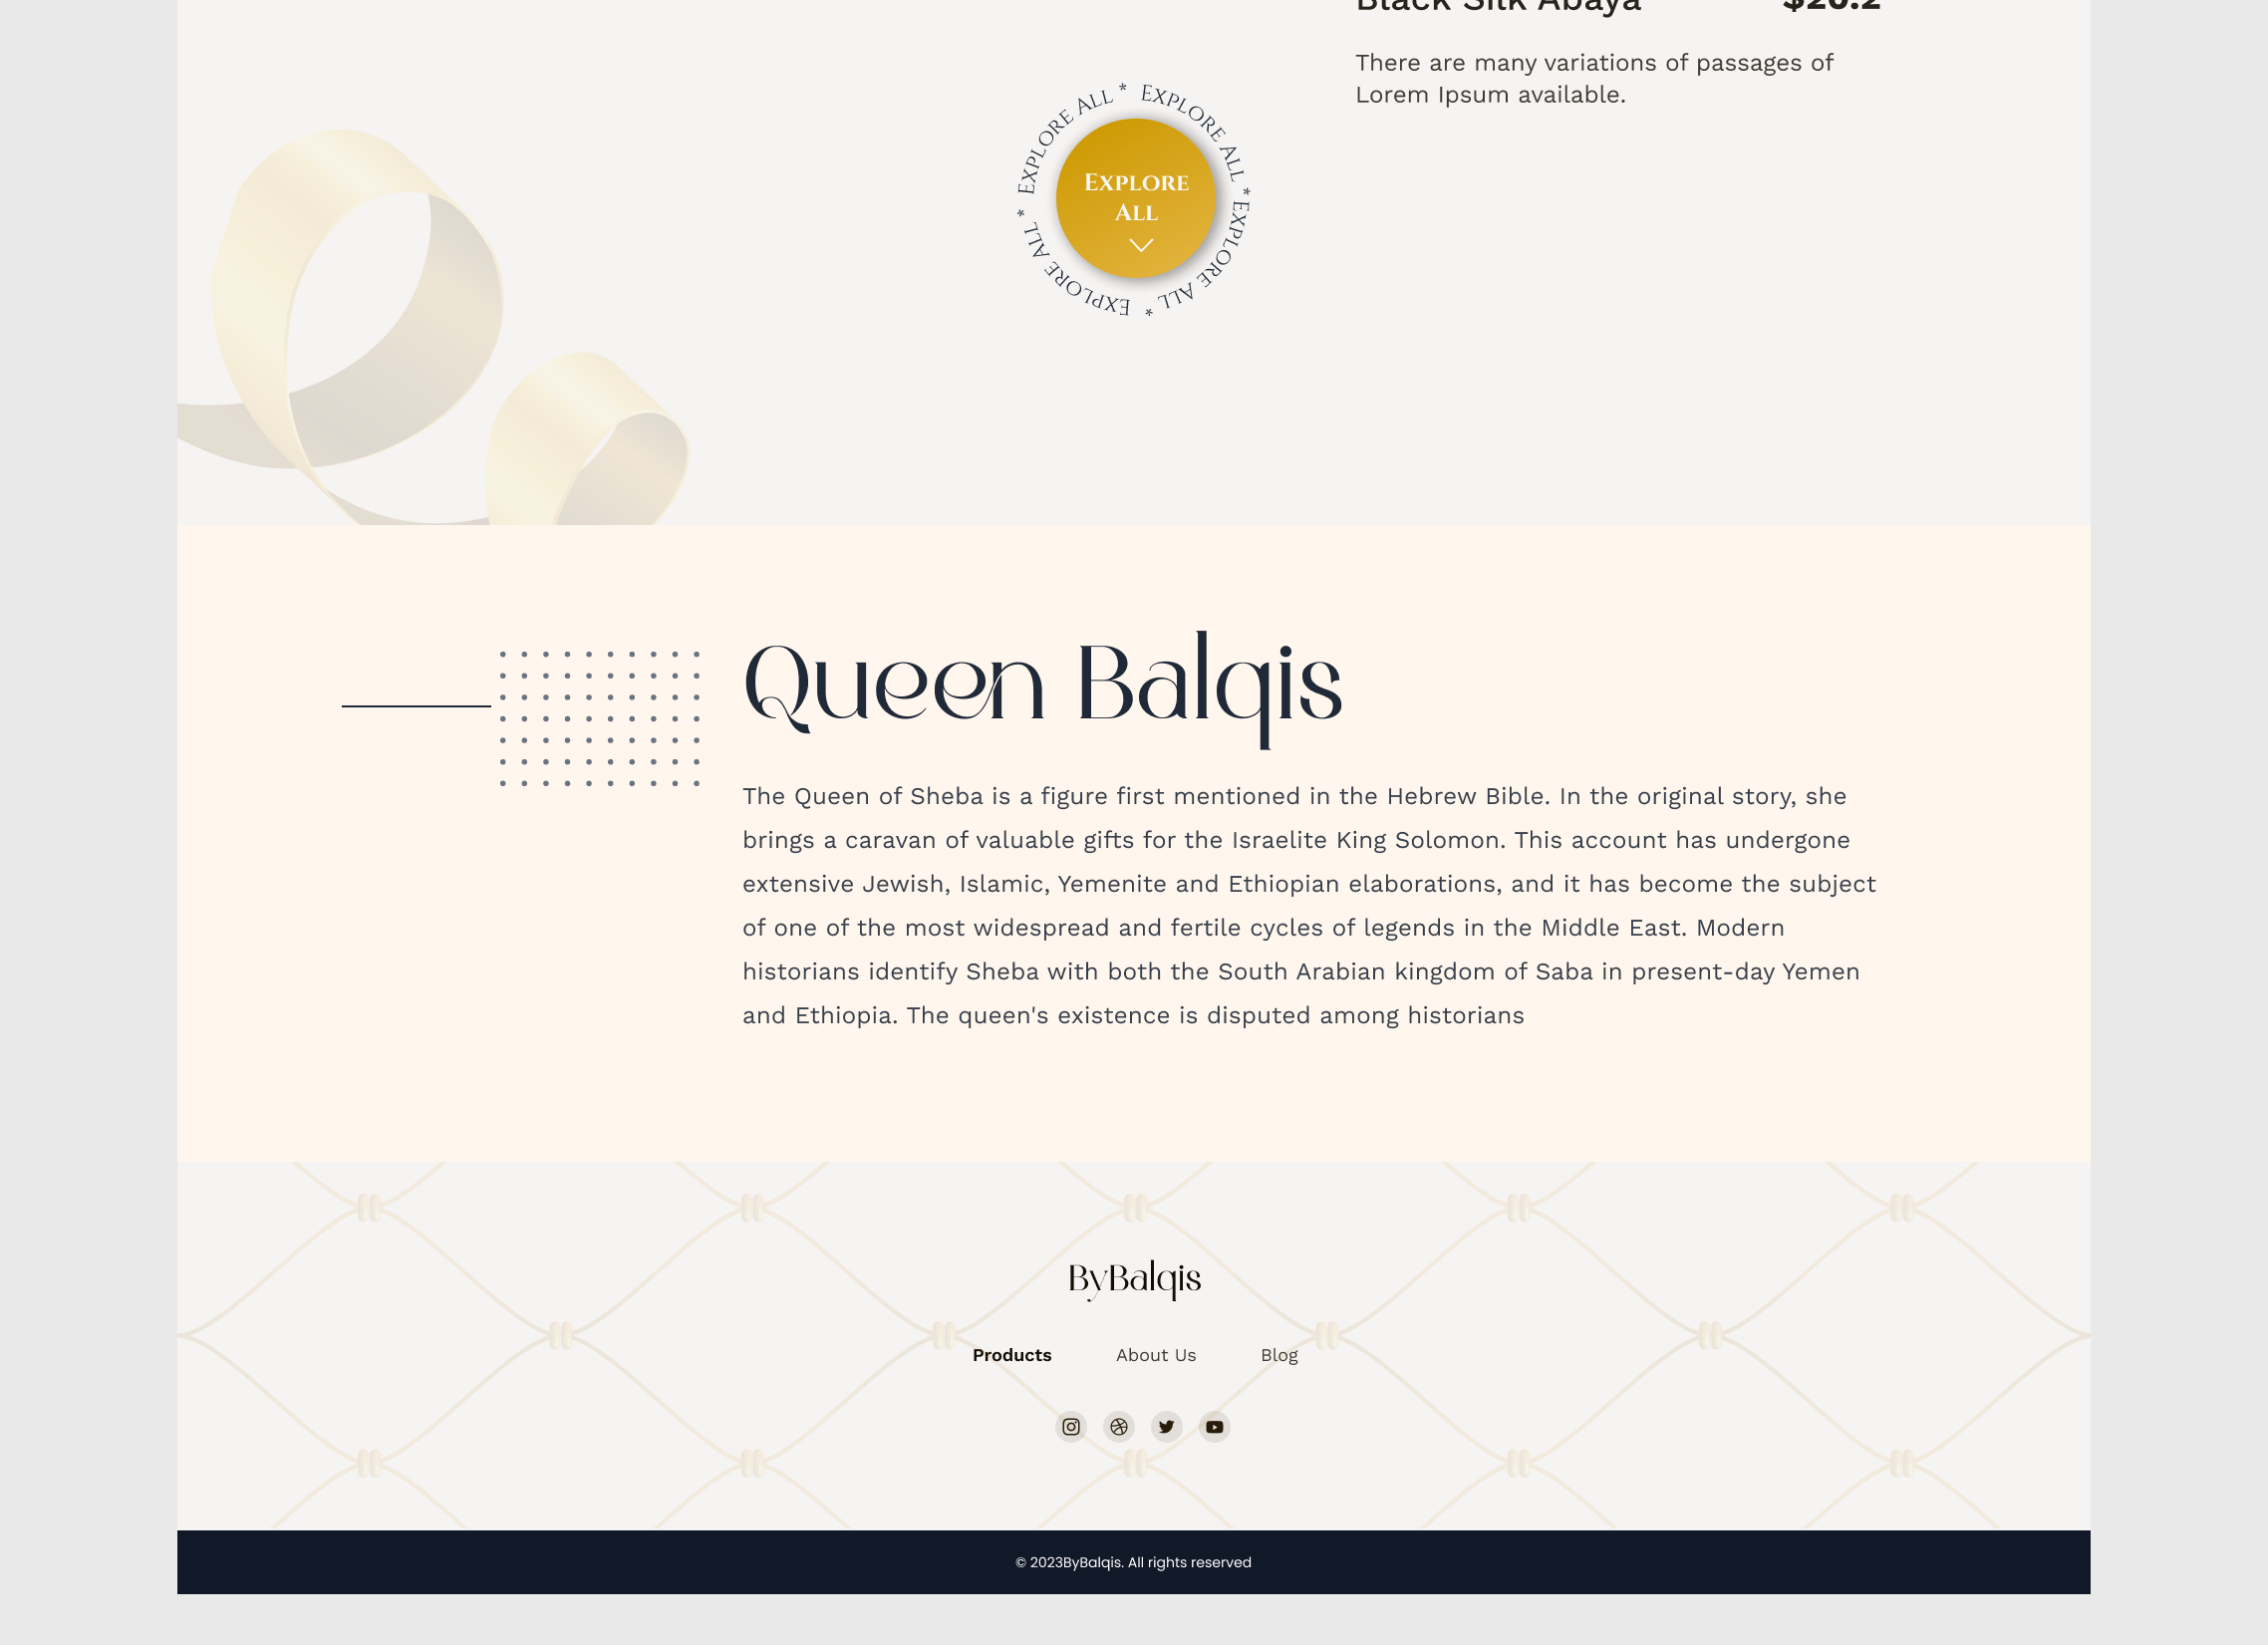 Black Silk Abaya $20.2
There are many variations of passages of
Lorem Ipsum available.
Explore All * Explore All * Explore All * Explore All * Explore All *
Explore
All
Queen Balqis
The Queen of Sheba is a figure first mentioned in the Hebrew Bible. In the original story, she
brings a caravan of valuable gifts for the Israelite King Solomon. This account has undergone
extensive Jewish, Islamic, Yemenite and Ethiopian elaborations, and it has become the subject
of one of the most widespread and fertile cycles of legends in the Middle East. Modern
historians identify Sheba with both the South Arabian kingdom of Saba in present-day Yemen
and Ethiopia. The queen's existence is disputed among historians
ByBalqis
Products About Us Blog
© 2023ByBalqis. All rights reserved